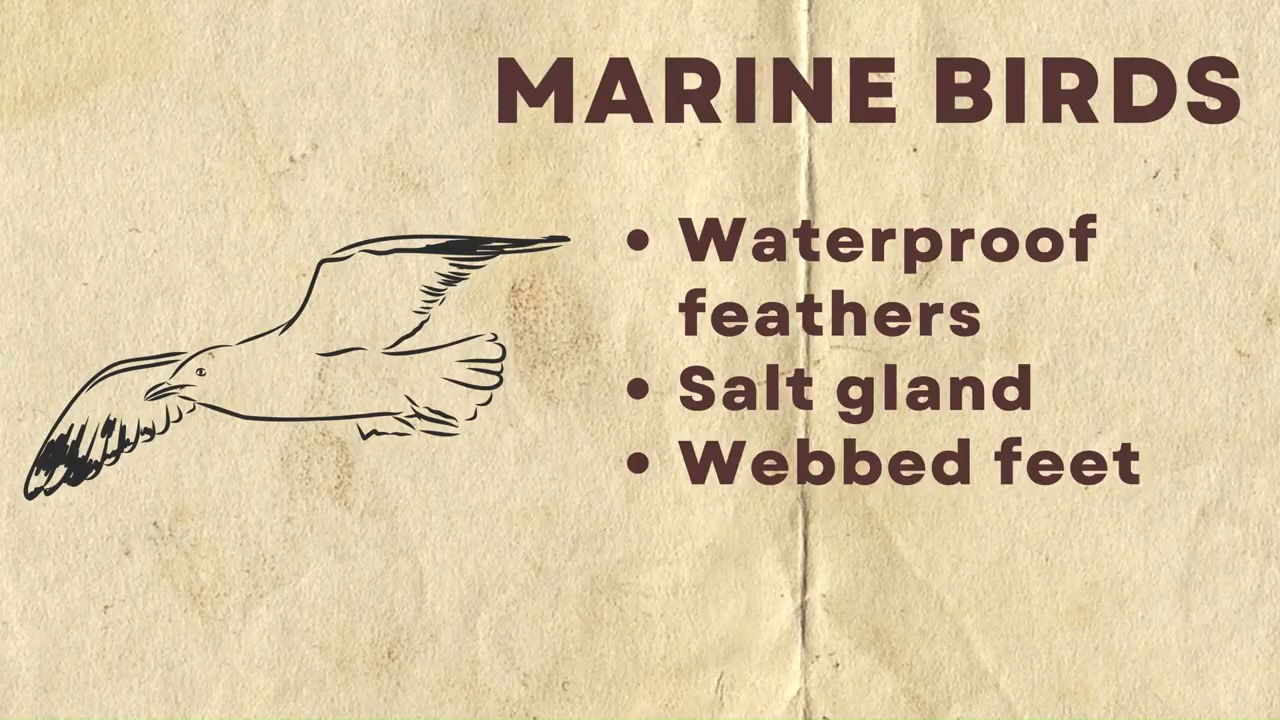 MARINE BIRDS
• Waterproof
feathers
• Salt gland
• Webbed feet